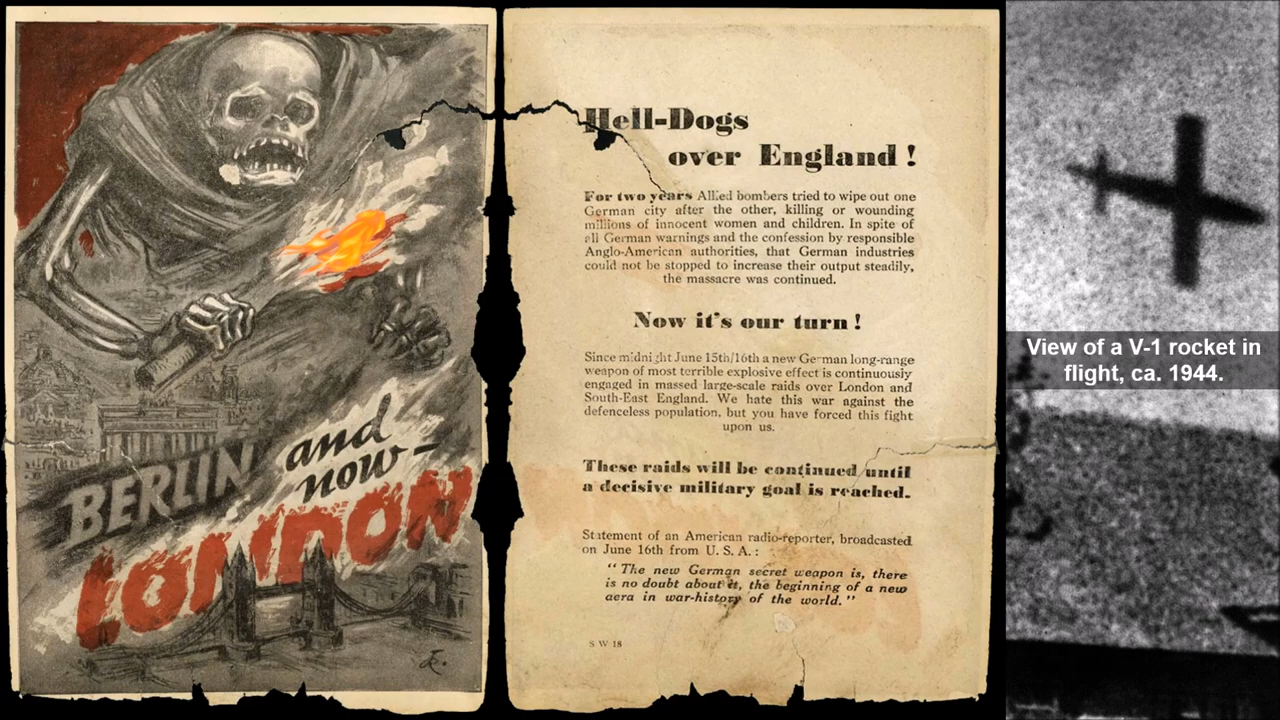 BERLIN and
now-
LONDON
Hell-Dogs
over England !
For two years Allied bombers tried to wipe out one
German city after the other, killing or wounding
millions of innocent women and children. In spite of
all German warnings and the confession by responsible
Anglo-American authorities, that German industries
could not be stopped to increase their output steadily,
the massacre was continued.
Now it's our turn !
Since midnight June 15th/16th a new German long-range
weapon of most terrible explosive effect is continuously
engaged in massed large-scale raids over London and
South-East England. We hate this war against the
defenceless population, but you have forced this fight
upon us.
These raids will be continued until
a decisive military goal is reached.
Statement of an American radio-reporter, broadcasted
on June 16th from U. S. A. :
" The new German secret weapon is, there
is no doubt about it, the beginning of a new
aera in war-history of the world. "
S W 18
View of a V-1 rocket in
flight, ca. 1944.